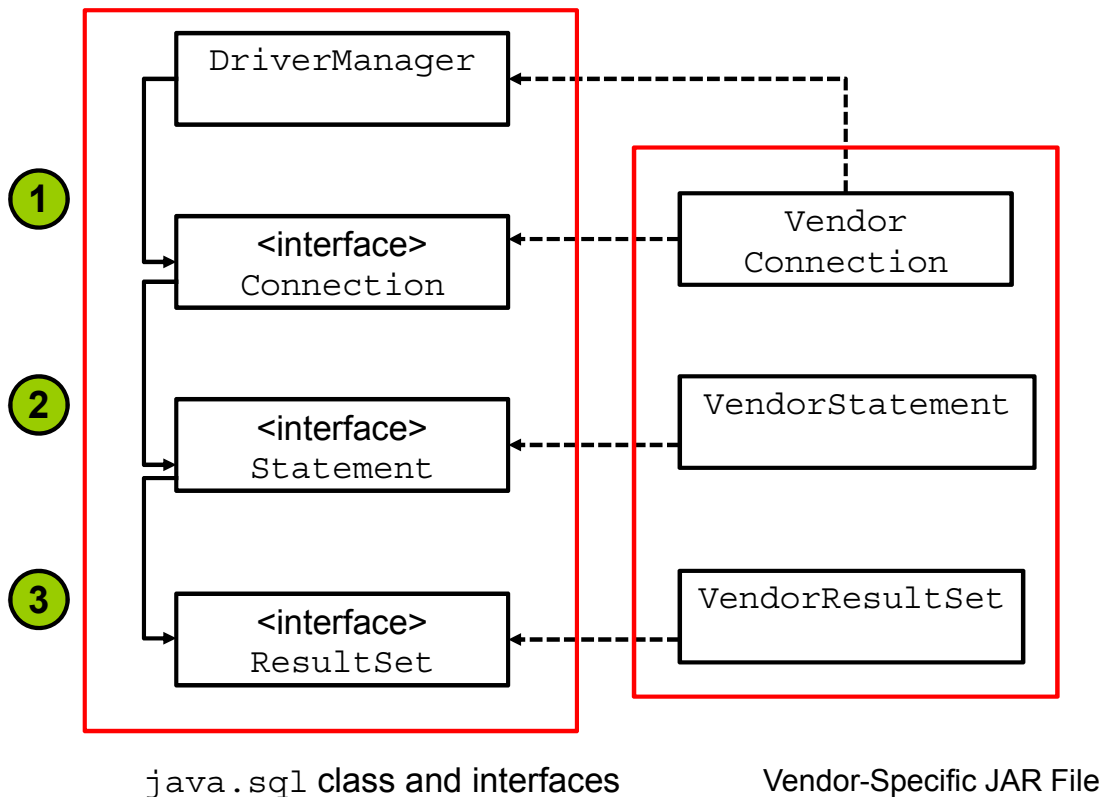 DriverManager
1
<interface>
Connection
Vendor
Connection
2
<interface>
Statement
VendorStatement
3
<interface>
ResultSet
VendorResultSet
java.sql class and interfaces
Vendor-Specific JAR File